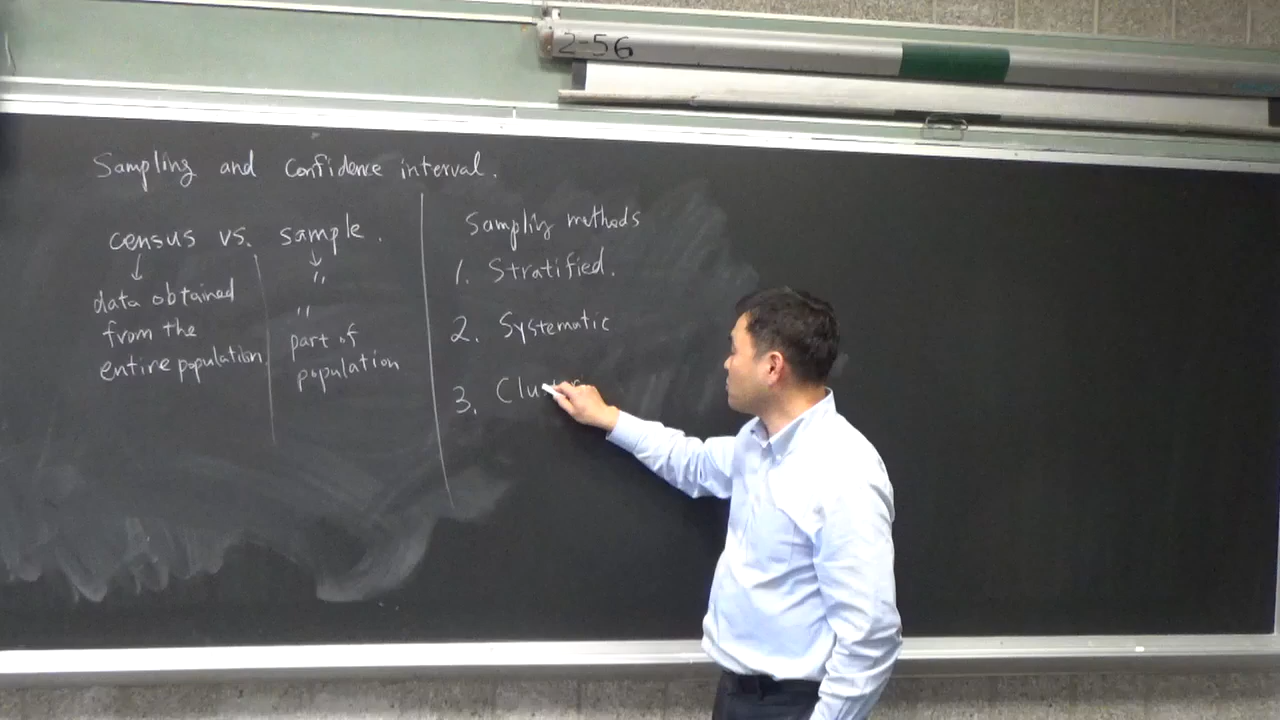 2-56
Sampling and Confidence interval.
census vs. sample.
↓
data obtained
from the
entire population.
↓
"
"
part of
population
Sampling methods
1. Stratified.
2. Systematic
3.